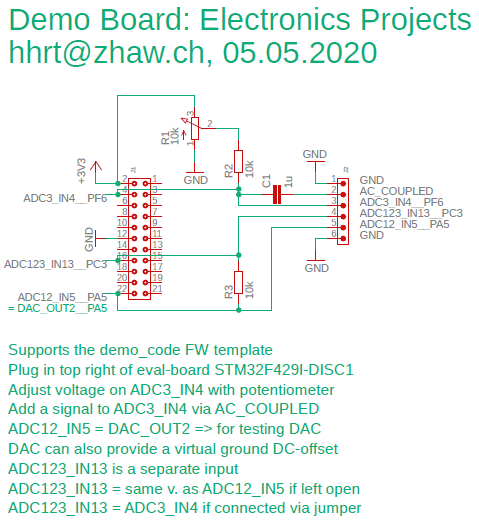 Demo Board: Electronics Projects
hhrt@zhaw.ch, 05.05.2020
3
2
1
R1
10k
R2
10k
C1
1u
GND
+3V3
J1
GND
J2
2 1
4 3
6 5
8 7
10 9
12 11
14 13
16 15
18 17
20 19
22 21
ADC3_IN4__PF6
GND
ADC123_IN13__PC3
ADC12_IN5__PA5
= DAC_OUT2__PA5
1 GND
2 AC_COUPLED
3 ADC3_IN4__PF6
4 ADC123_IN13__PC3
5 ADC12_IN5__PA5
6 GND
GND
R3
10k
Supports the demo_code FW template
Plug in top right of eval-board STM32F429I-DISC1
Adjust voltage on ADC3_IN4 with potentiometer
Add a signal to ADC3_IN4 via AC_COUPLED
ADC12_IN5 = DAC_OUT2 => for testing DAC
DAC can also provide a virtual ground DC-offset
ADC123_IN13 is a separate input
ADC123_IN13 = same v. as ADC12_IN5 if left open
ADC123_IN13 = ADC3_IN4 if connected via jumper